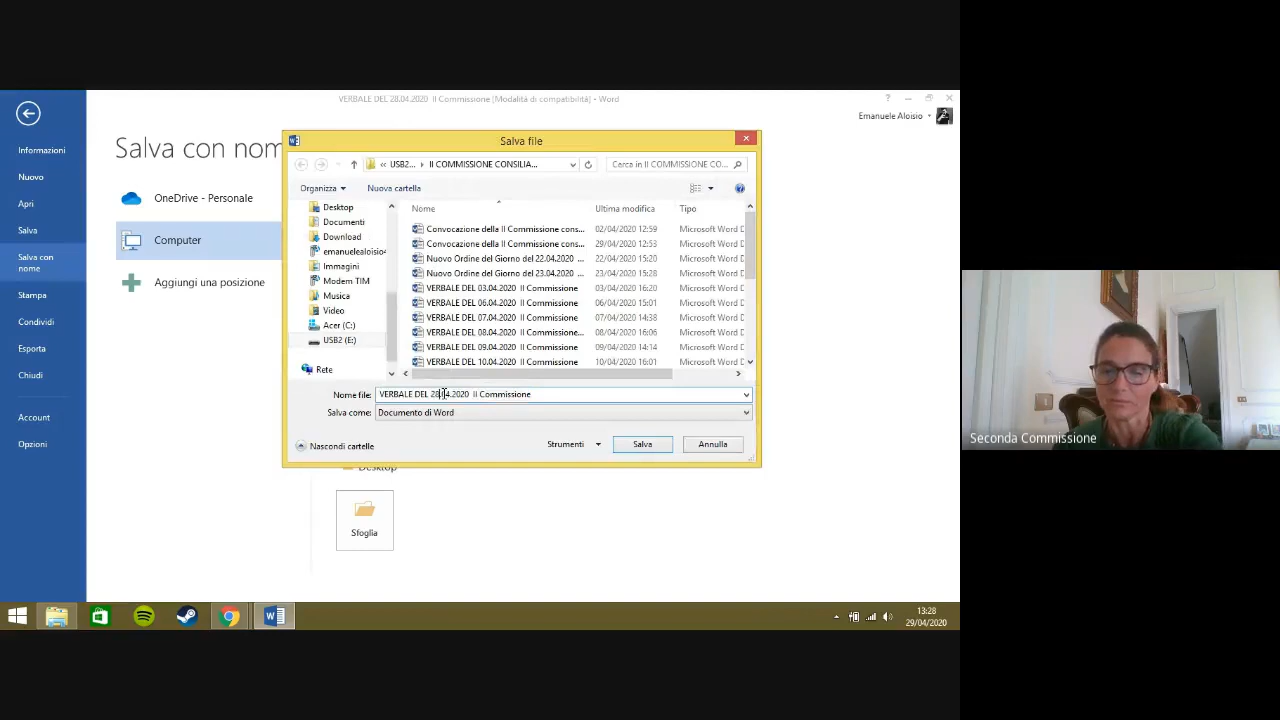 VERBALE DEL 28.04.2020 II Commissione [Modalità di compatibilità] - Word
?
Emanuele Aloisio
Informazioni
Nuovo
Apri
Salva
Salva con
nome
Stampa
Condividi
Esporta
Chiudi
Account
Opzioni
Salva con nom
OneDrive - Personale
Computer
Aggiungi una posizione
Desktop
Sfoglia
Salva file
« USB2... II COMMISSIONE CONSILIA...
Cerca in II COMMISSIONE CO...
Organizza
Nuova cartella
Desktop
Documenti
Download
emanuelealoisio4
Immagini
Modem TIM
Musica
Video
Acer (C:)
USB2 (E:)
Rete
Nome Ultima modifica Tipo
Convocazione della II Commissione cons... 02/04/2020 12:59 Microsoft Word D
Convocazione della II Commissione cons... 29/04/2020 12:53 Microsoft Word D
Nuovo Ordine del Giorno del 22.04.2020 ... 22/04/2020 15:20 Microsoft Word D
Nuovo Ordine del Giorno del 23.04.2020 ... 23/04/2020 15:28 Microsoft Word D
VERBALE DEL 03.04.2020 II Commissione 03/04/2020 16:20 Microsoft Word D
VERBALE DEL 06.04.2020 II Commissione 06/04/2020 15:01 Microsoft Word D
VERBALE DEL 07.04.2020 II Commissione 07/04/2020 14:38 Microsoft Word D
VERBALE DEL 08.04.2020 II Commissione... 08/04/2020 16:06 Microsoft Word D
VERBALE DEL 09.04.2020 II Commissione 09/04/2020 14:14 Microsoft Word D
VERBALE DEL 10.04.2020 II Commissione 10/04/2020 16:01 Microsoft Word D
Nome file: VERBALE DEL 28.04.2020 II Commissione
Salva come: Documento di Word
Nascondi cartelle
Strumenti
Salva
Annulla
13:28
29/04/2020
Seconda Commissione